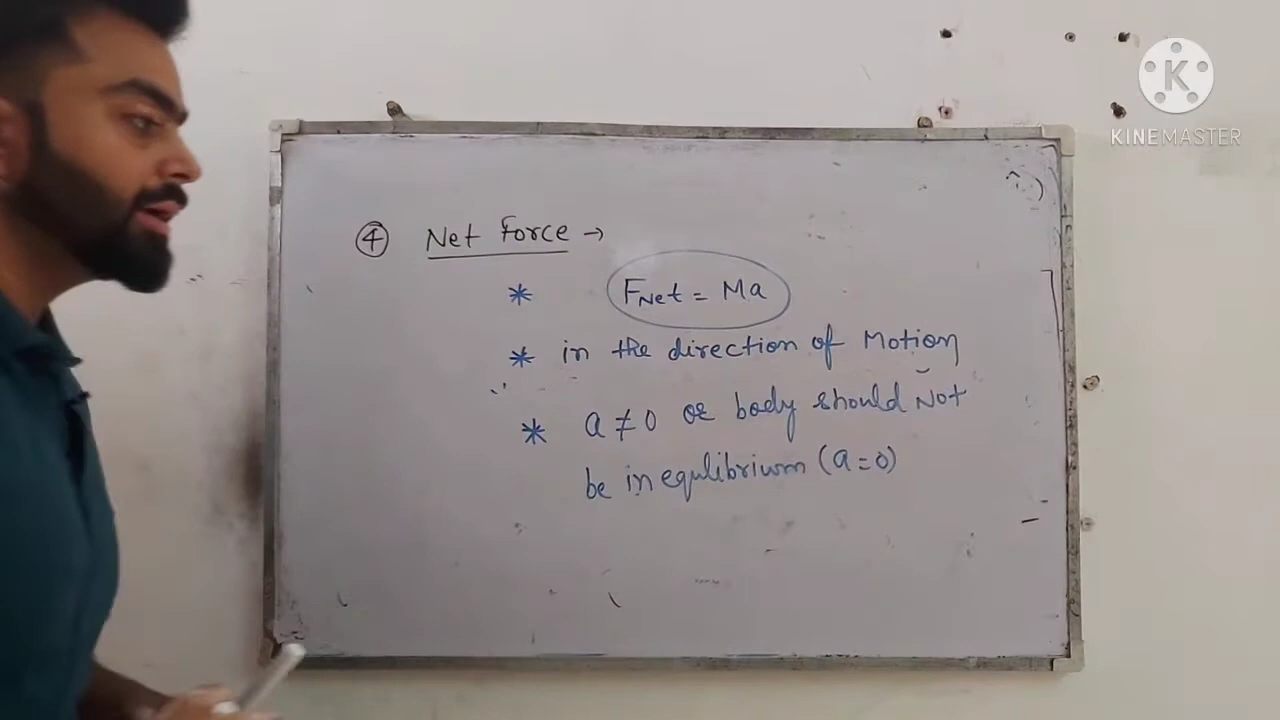 K
KINEMASTER
4 Net Force →
* FNet = Ma
* in the direction of Motion
* a ≠ 0 or body should Not
be in equlibrium (a = 0)